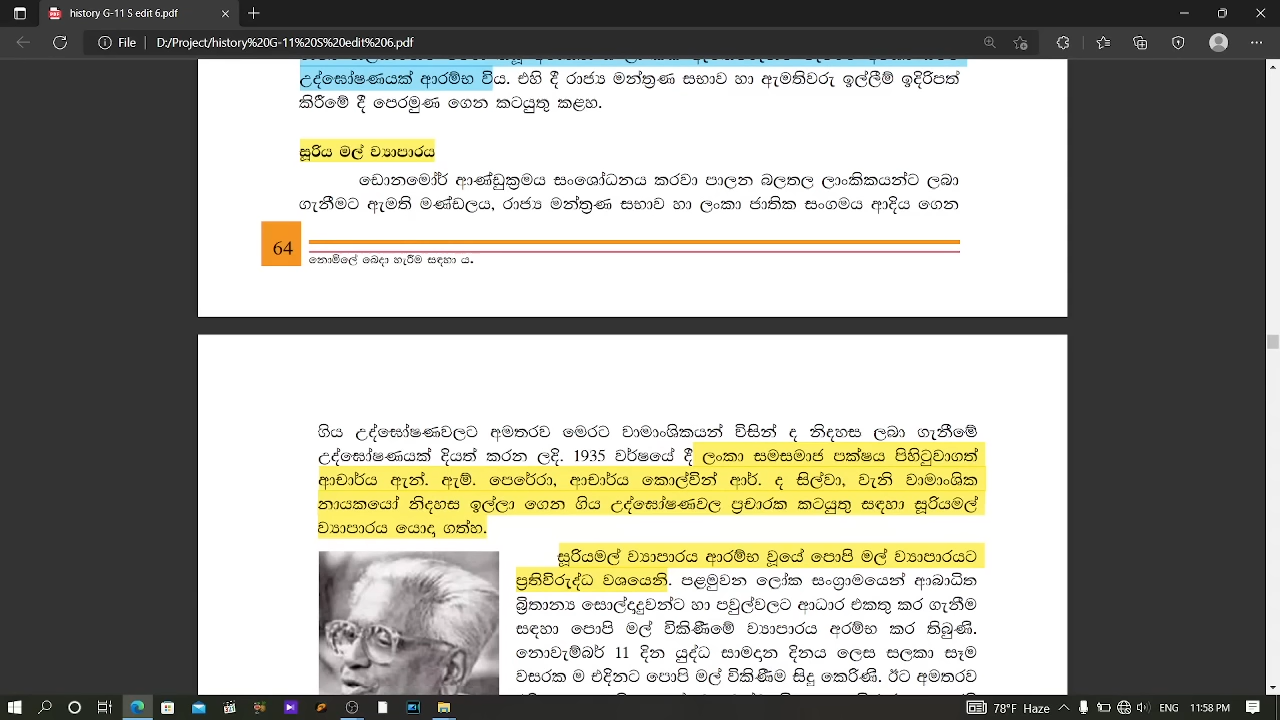 history G-11 S edit 6.pdf
File
D:/Project/history%20G-11%20S%20edit%206.pdf
උද්ඝෝෂණයක් ආරම්භ විය. එහි දී රාජ්‍ය මන්ත්‍රණ සභාව හා ඇමතිවරු ඉල්ලීම් ඉදිරිපත්
කිරීමේ දී පෙරමුණ ගෙන කටයුතු කළහ.
සූරිය මල් ව්‍යාපාරය
ඩොනමෝර් ආණ්ඩුක්‍රමය සංශෝධනය කරවා පාලන බලතල ලාංකිකයන්ට ලබා
ගැනීමට ඇමති මණ්ඩලය, රාජ්‍ය මන්ත්‍රණ සභාව හා ලංකා ජාතික සංගමය ආදිය ගෙන
64
නොමිලේ බෙදා හැරීම සඳහා ය.
ගිය උද්ඝෝෂණවලට අමතරව මෙරට වාමාංශිකයන් විසින් ද නිදහස ලබා ගැනීමේ
උද්ඝෝෂණයක් දියත් කරන ලදි. 1935 වර්ෂයේ දී ලංකා සමසමාජ පක්ෂය පිහිටුවාගත්
ආචාර්ය ඇන්. ඇම්. පෙරේරා, ආචාර්ය කොල්වින් ආර්. ද සිල්වා, වැනි වාමාංශික
නායකයෝ නිදහස ඉල්ලා ගෙන ගිය උද්ඝෝෂණවල ප්‍රචාරක කටයුතු සඳහා සූරියමල්
ව්‍යාපාරය යොදා ගත්හ.
සූරියමල් ව්‍යාපාරය ආරම්භ වූයේ පොපි මල් ව්‍යාපාරයට
ප්‍රතිවිරුද්ධ වශයෙනි. පළමුවන ලෝක සංග්‍රාමයෙන් ආබාධිත
බ්‍රිතාන්‍ය සොල්දාදුවන්ට හා පවුල්වලට ආධාර එකතු කර ගැනීම
සඳහා පොපි මල් විකිණීමේ ව්‍යාපාරය අරම්භ කර තිබුණි.
නොවැම්බර් 11 දින යුද්ධ සාමදාන දිනය ලෙස සලකා සෑම
වසරක ම එදිනට පොපි මල් විකිණීම සිදු කෙරිණි. ඊට අමතරව
78°F Haze
ENG
11:58 PM